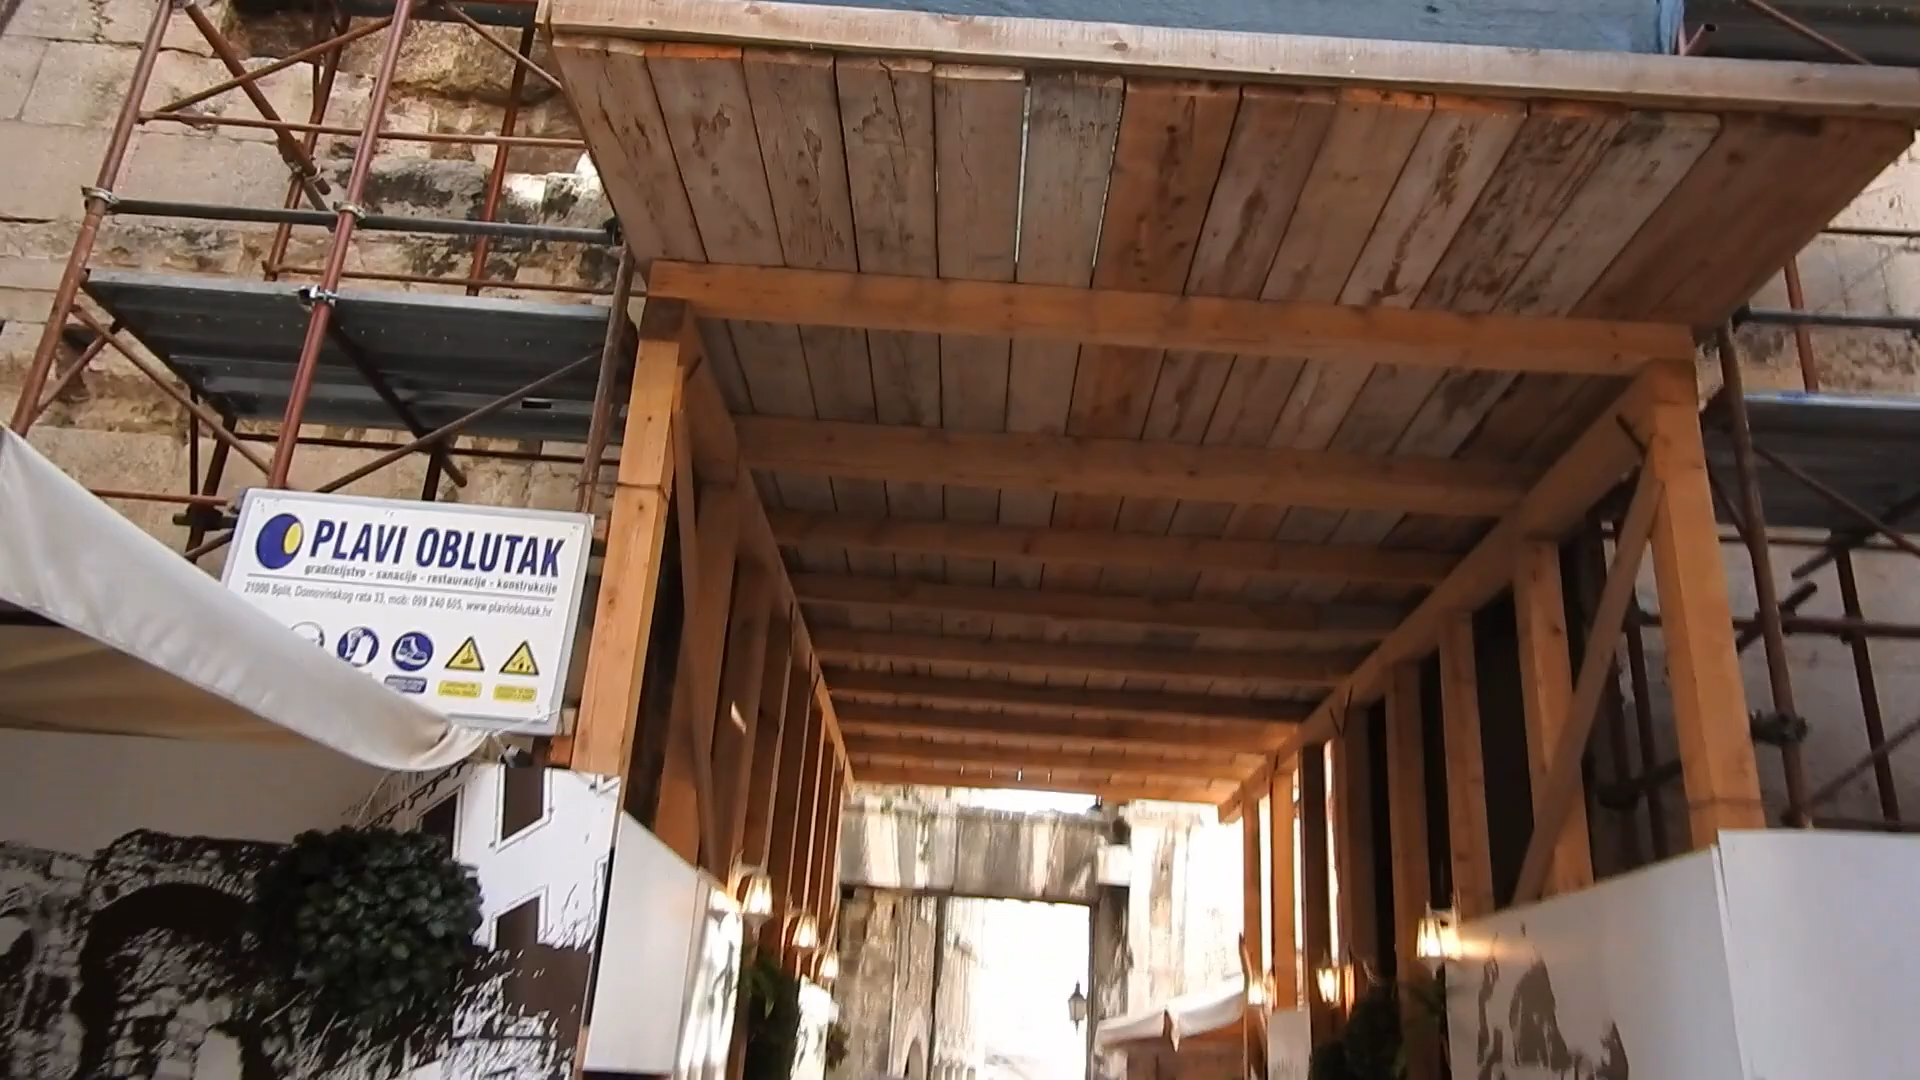 PLAVI OBLUTAK
graditeljstvo - sanacije - restauracije - konstrukcije
21000 Split, Domovinskog rata 33, mob: 098 240 605, www.plavioblutak.hr